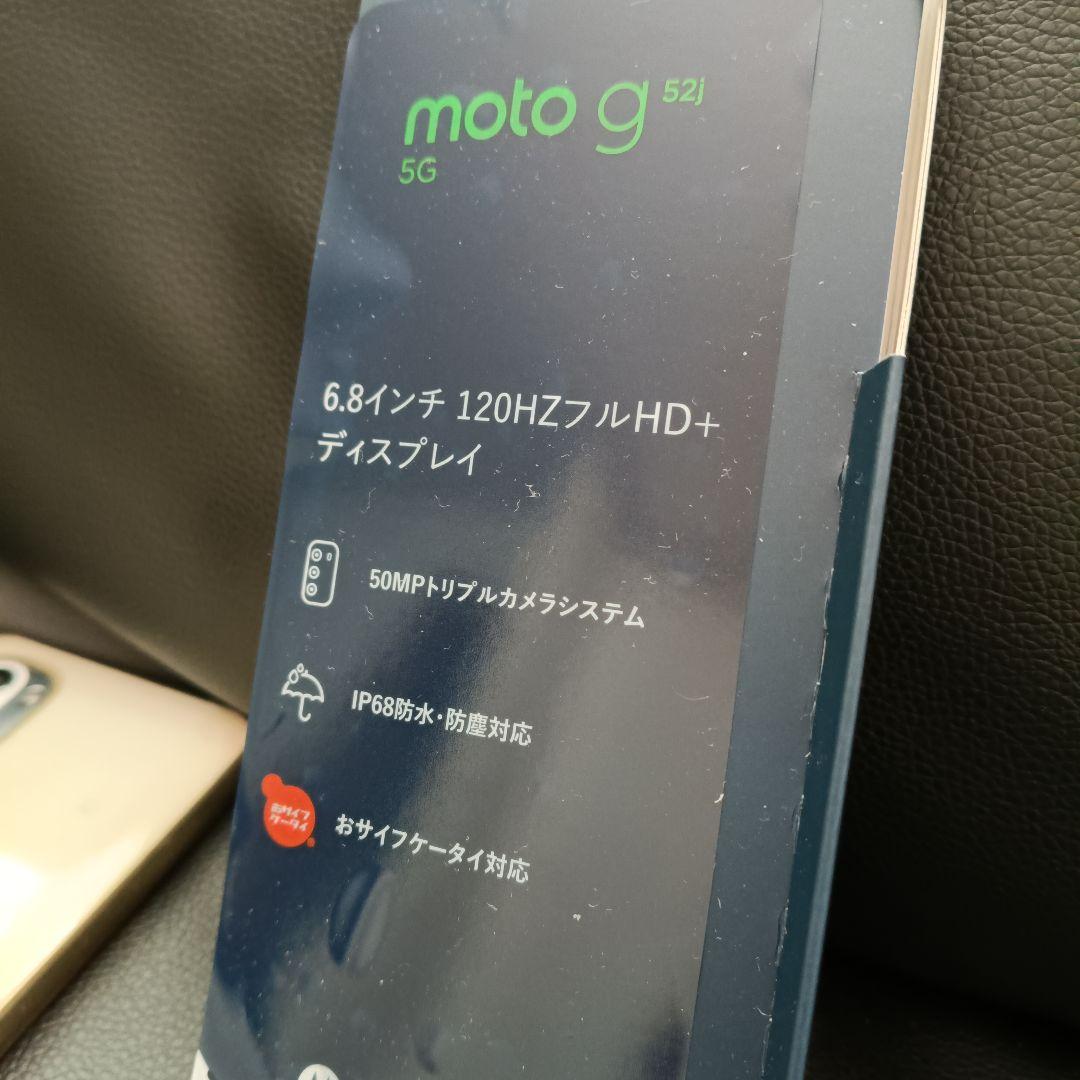 moto g 52j
5G
6.8インチ 120HZフルHD+
ディスプレイ
50MPトリプルカメラシステム
IP68防水・防塵対応
おサイフ
ケータイ
おサイフケータイ対応